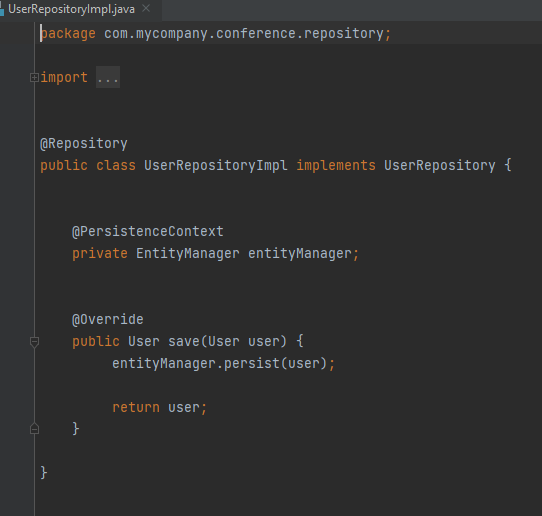 UserRepositoryImpl.java
package com.mycompany.conference.repository;
import ...
@Repository
public class UserRepositoryImpl implements UserRepository {
@PersistenceContext
private EntityManager entityManager;
@Override
public User save(User user) {
entityManager.persist(user);
return user;
}
}